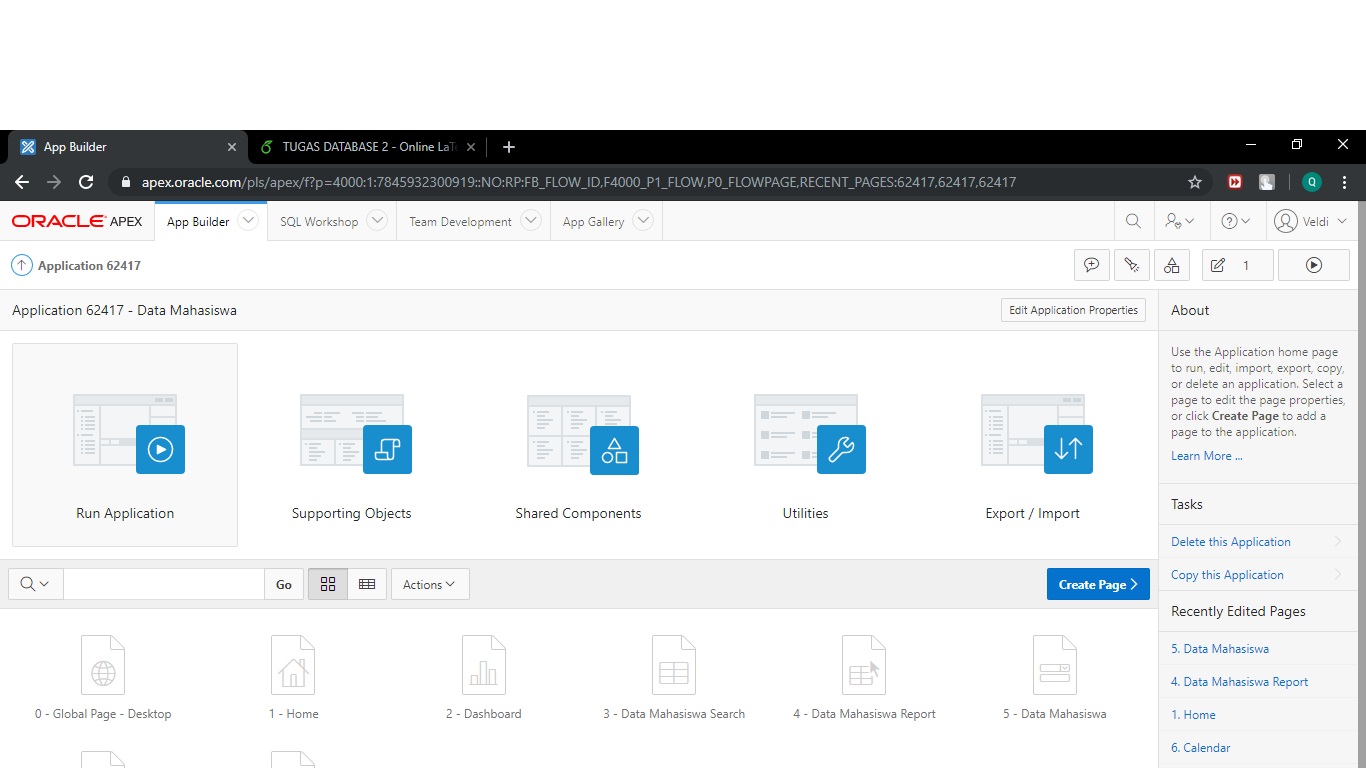 App Builder
TUGAS DATABASE 2 - Online LaTe
apex.oracle.com/pls/apex/f?p=4000:1:7845932300919::NO:RP:FB_FLOW_ID,F4000_P1_FLOW,P0_FLOWPAGE,RECENT_PAGES:62417,62417,62417
Q
ORACLE APEX
App Builder
SQL Workshop
Team Development
App Gallery
Veldi
Application 62417
1
Application 62417 - Data Mahasiswa
Edit Application Properties
Run Application
Supporting Objects
Shared Components
Utilities
Export / Import
Go
Actions
Create Page
0 - Global Page - Desktop
1 - Home
2 - Dashboard
3 - Data Mahasiswa Search
4 - Data Mahasiswa Report
5 - Data Mahasiswa
About
Use the Application home page
to run, edit, import, export, copy,
or delete an application. Select a
page to edit the page properties,
or click Create Page to add a
page to the application.
Learn More ...
Tasks
Delete this Application
Copy this Application
Recently Edited Pages
5. Data Mahasiswa
4. Data Mahasiswa Report
1. Home
6. Calendar